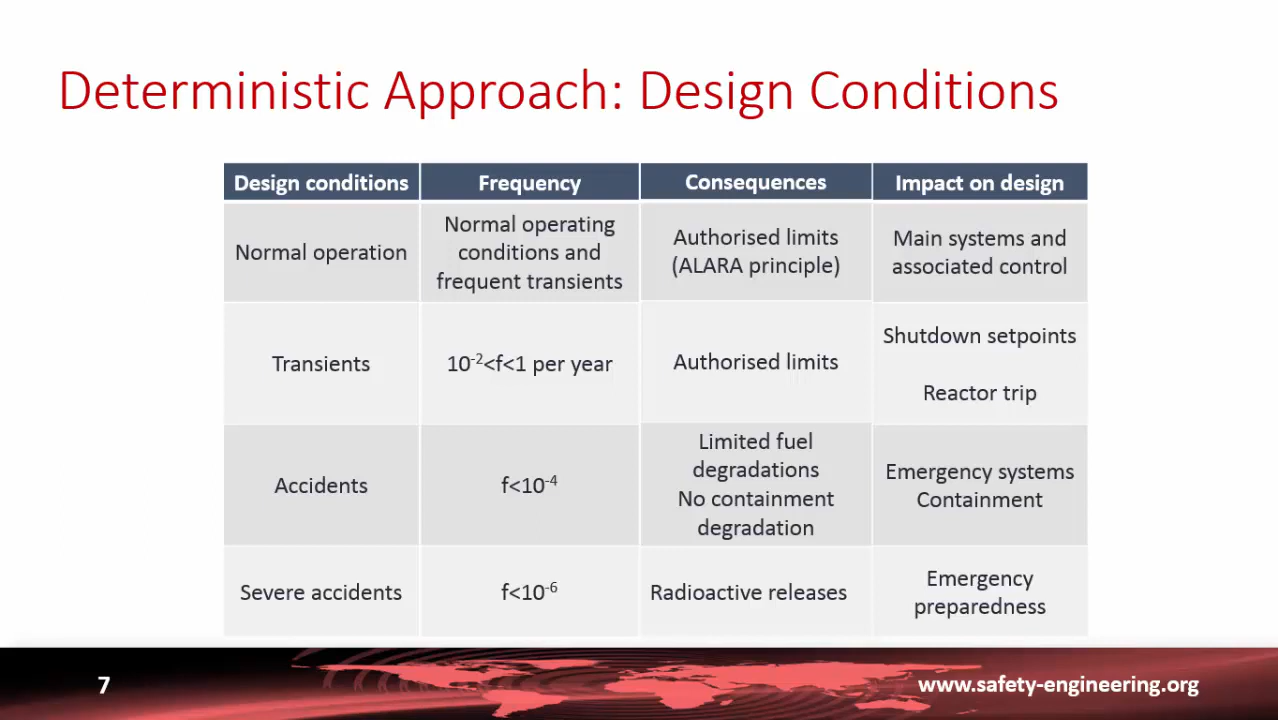 Deterministic Approach: Design Conditions
Design conditions
Frequency
Consequences
Impact on design
Normal operation
Normal operating
conditions and
frequent transients
Authorised limits
(ALARA principle)
Main systems and
associated control
Transients
10⁻²<f<1 per year
Authorised limits
Shutdown setpoints
Reactor trip
Accidents
f<10⁻⁴
Limited fuel
degradations
No containment
degradation
Emergency systems
Containment
Severe accidents
f<10⁻⁶
Radioactive releases
Emergency
preparedness
7
www.safety-engineering.org